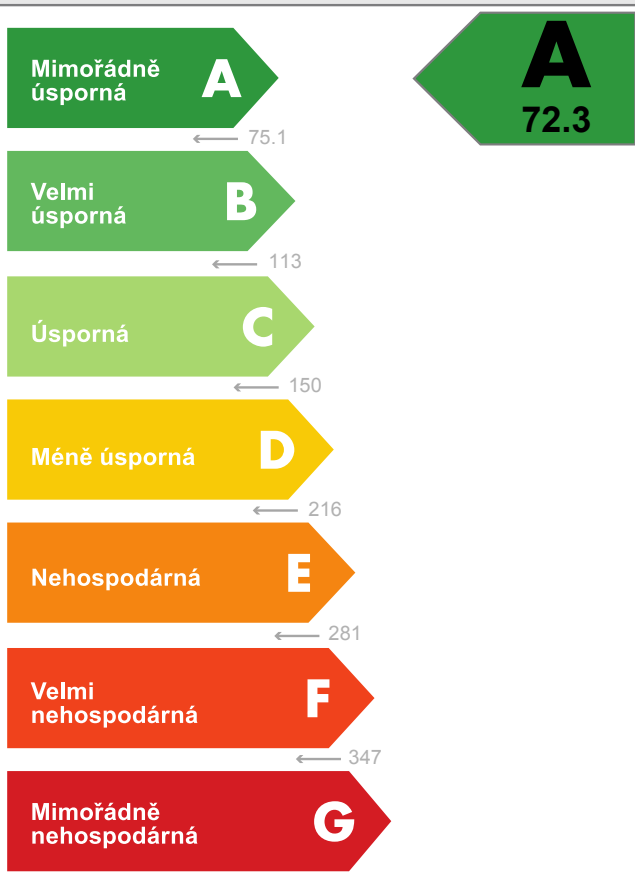 Mimořádně
úsporná
A
A
72.3
← 75.1
Velmi
úsporná
B
← 113
Úsporná
C
← 150
Méně úsporná
D
← 216
Nehospodárná
E
← 281
Velmi
nehospodárná
F
← 347
Mimořádně
nehospodárná
G